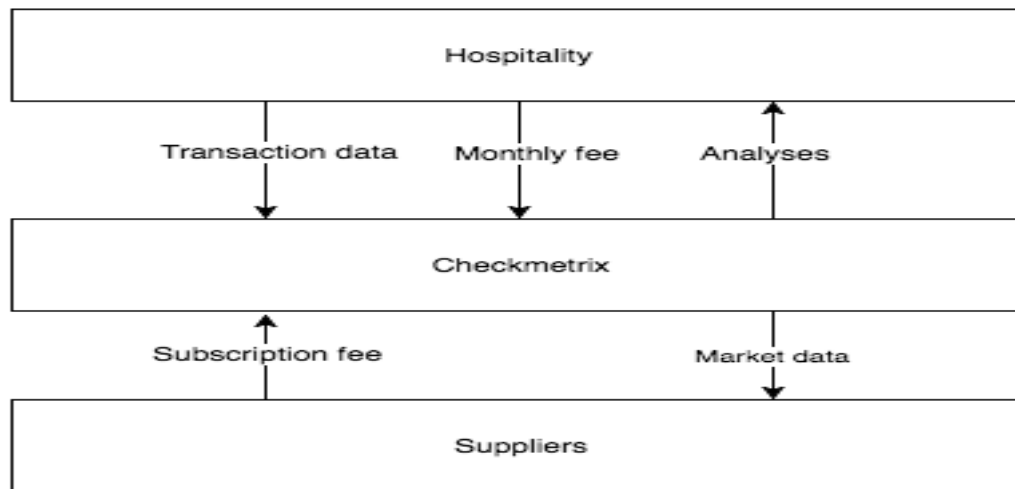 Hospitality
Transaction data Monthly fee Analyses
Checkmetrix
Subscription fee Market data
Suppliers